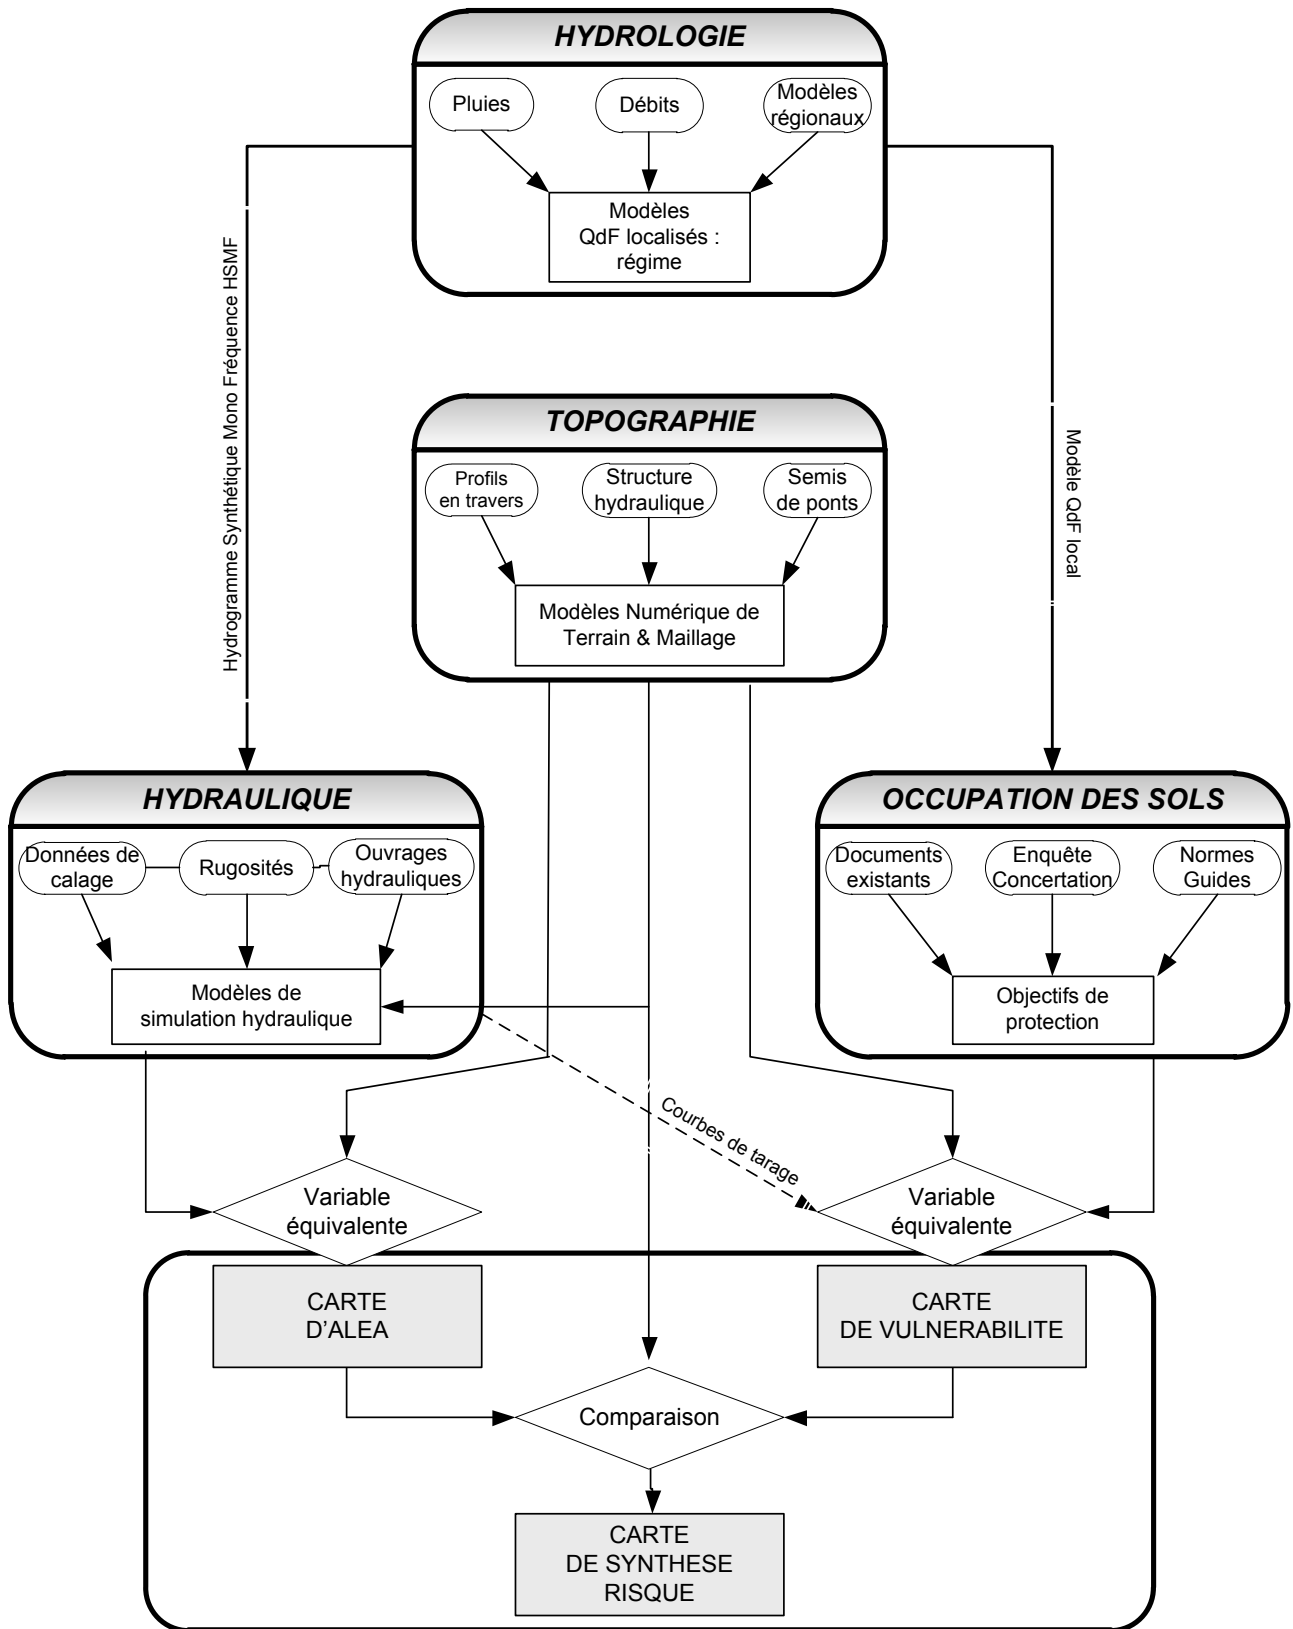 HYDROLOGIE
Pluies
Débits
Modèles
régionaux
Modèles
QdF localisés :
régime
Hydrogramme Synthétique Mono Fréquence HSMF
Modèle QdF local
TOPOGRAPHIE
Profils
en travers
Structure
hydraulique
Semis
de ponts
Modèles Numérique de
Terrain & Maillage
HYDRAULIQUE
Données de
calage
Rugosités
Ouvrages
hydrauliques
Modèles de
simulation hydraulique
OCCUPATION DES SOLS
Documents
existants
Enquête
Concertation
Normes
Guides
Objectifs de
protection
Courbes de tarage
Variable
équivalente
Variable
équivalente
CARTE
D'ALEA
CARTE
DE VULNERABILITE
Comparaison
CARTE
DE SYNTHESE
RISQUE